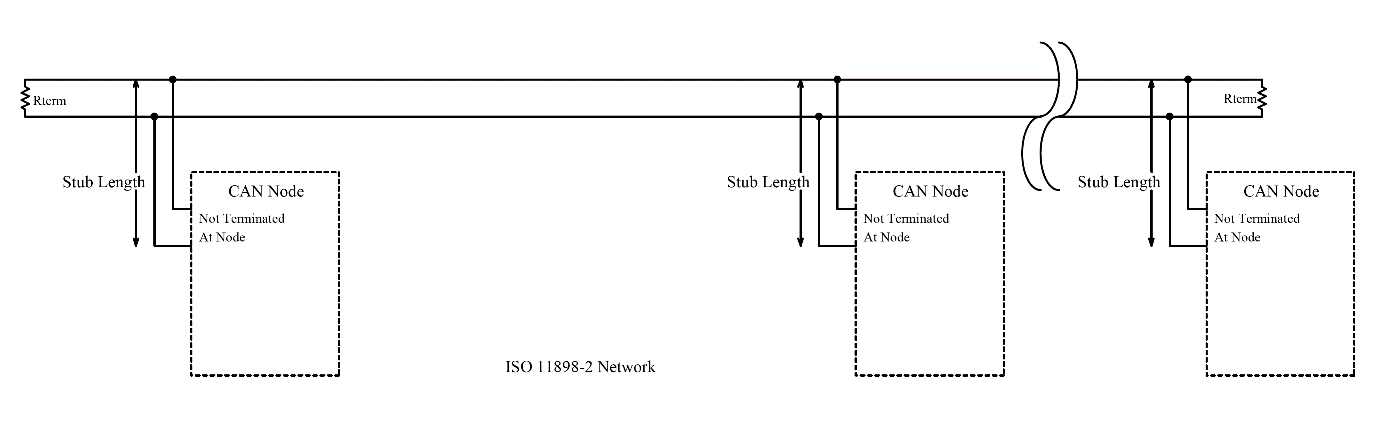 Rterm
Rterm
Stub Length
Stub Length
Stub Length
CAN Node
Not Terminated
At Node
CAN Node
Not Terminated
At Node
CAN Node
Not Terminated
At Node
ISO 11898-2 Network